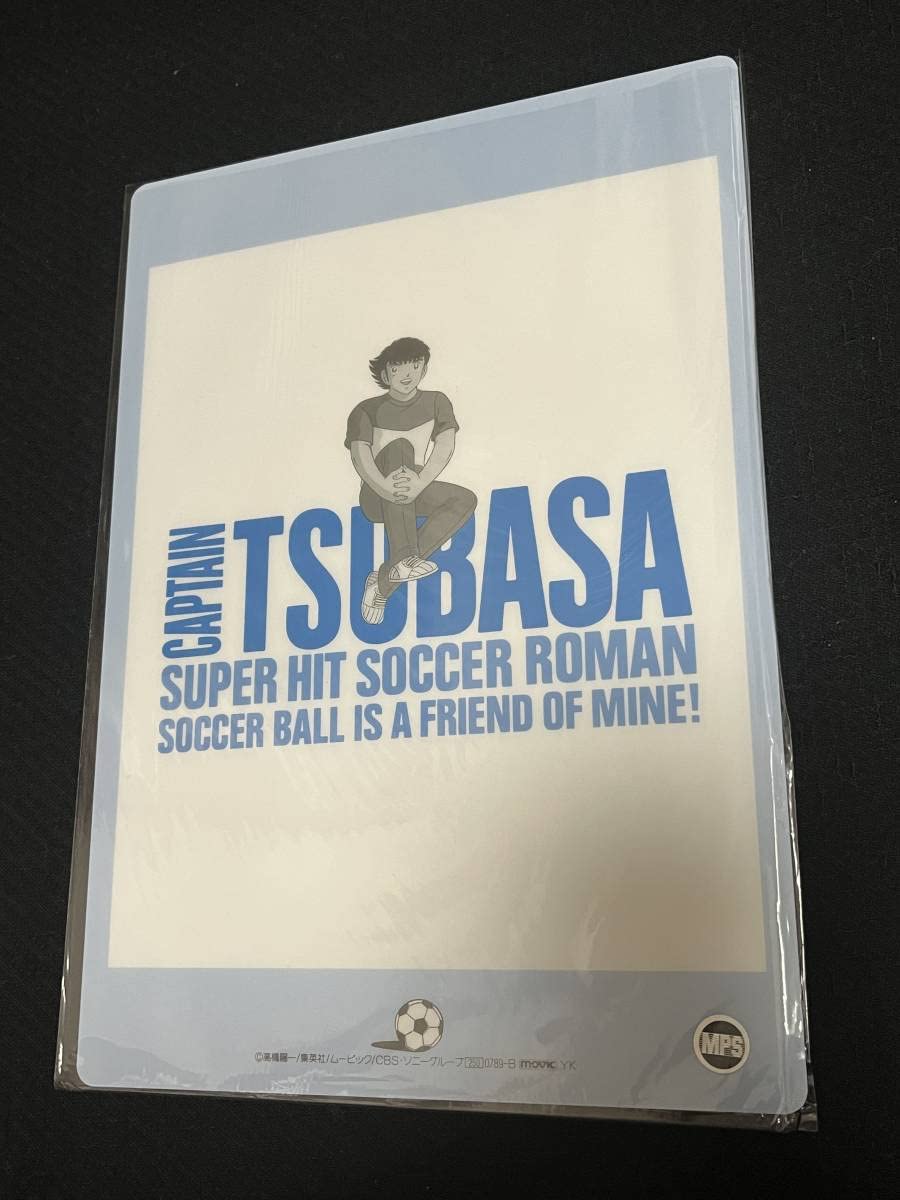 CAPTAIN
TSUBASA
SUPER HIT SOCCER ROMAN
SOCCER BALL IS A FRIEND OF MINE!
©高橋陽一/集英社/ムービック/CBS・ソニーグループ 250 0789-B movic YK
MPS